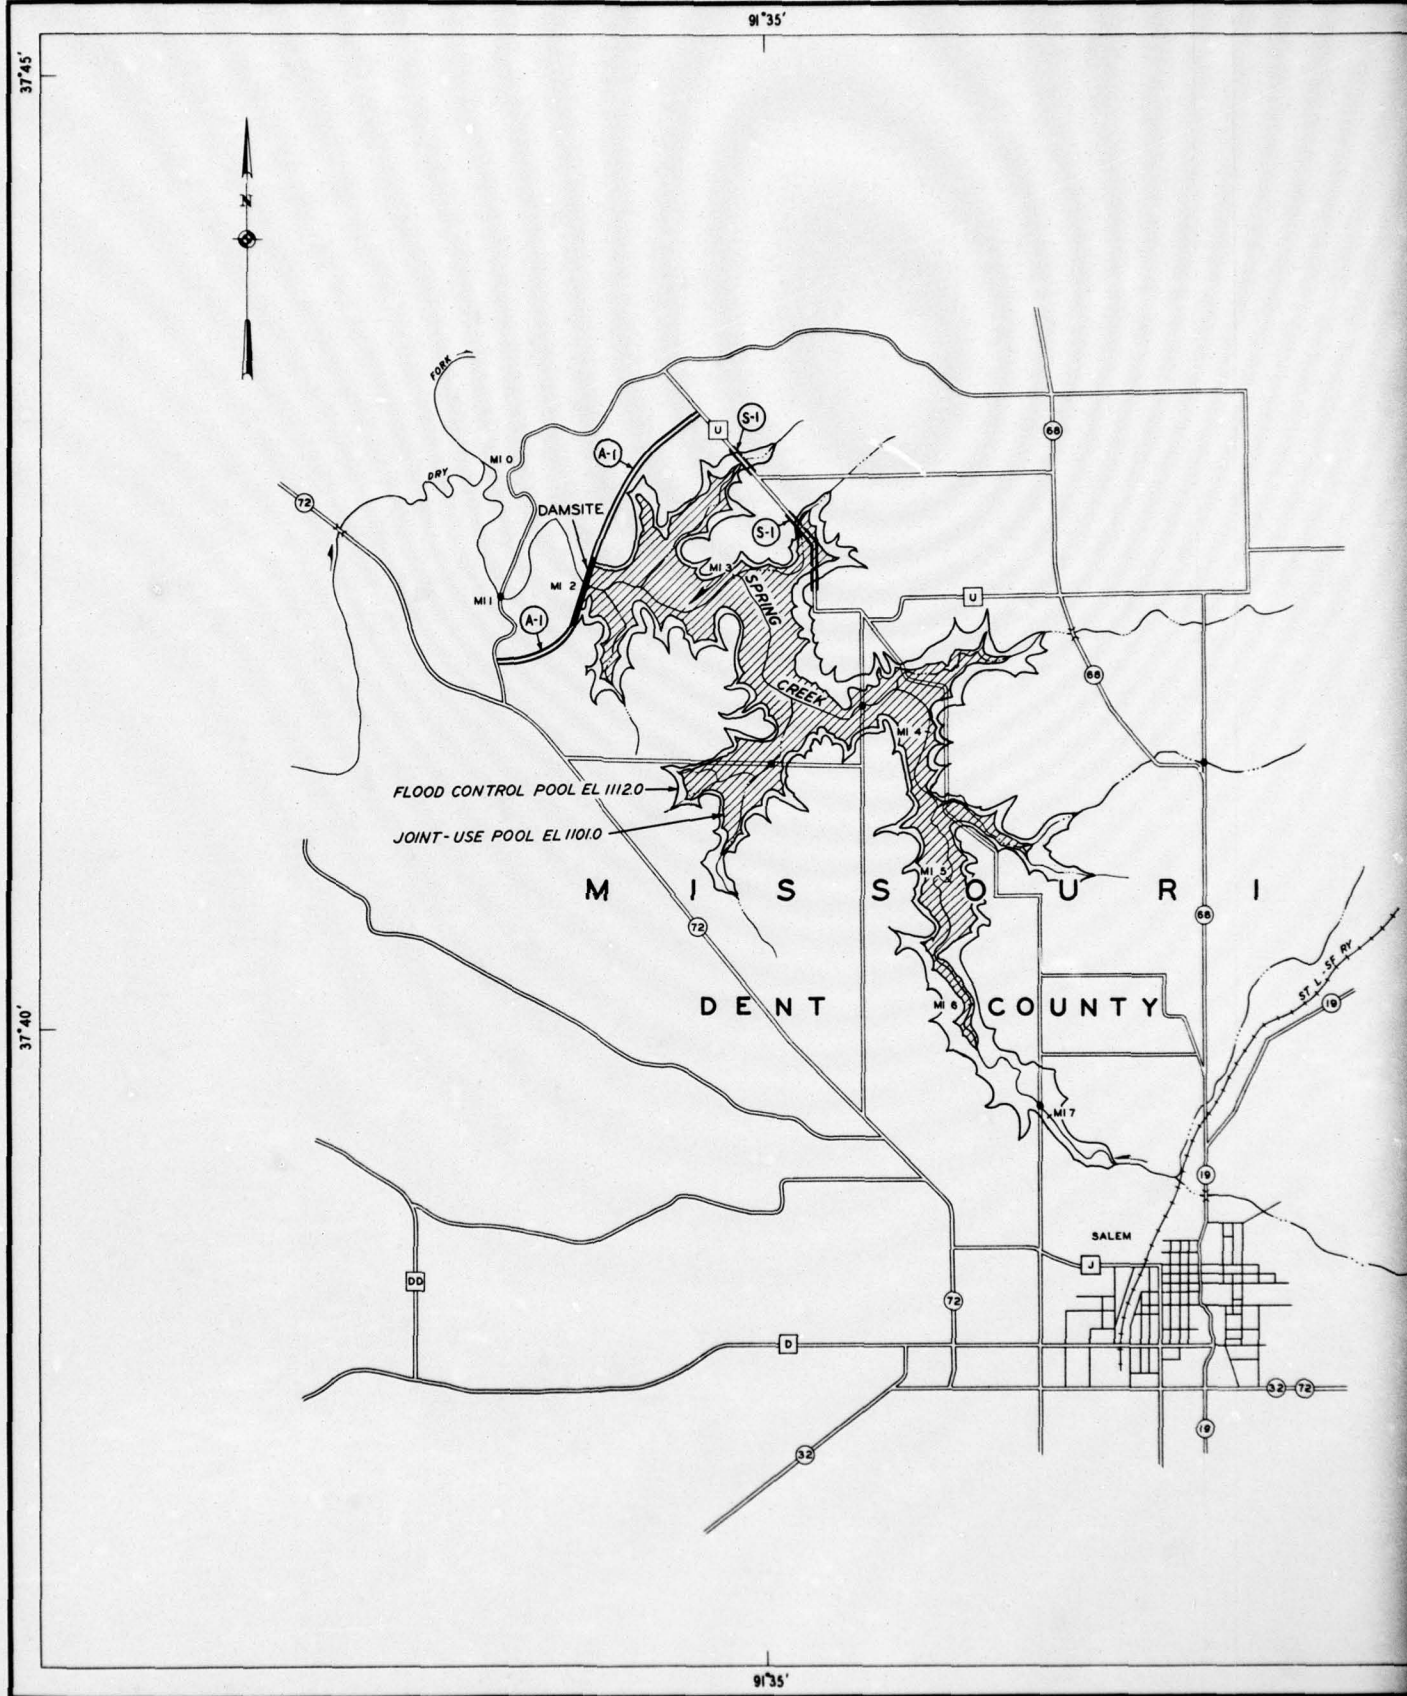 91°35'
37°45'
N
FORK
68
U
S-1
A-1
MI 0
DRY
72
DAMSITE
S-1
MI 3
MI 2
SPRING
MI 1
U
A-1
68
CREEK
MI 4
FLOOD CONTROL POOL EL 1112.0
JOINT-USE POOL EL 1101.0
MI 5
MISSOURI
68
72
ST L-SF RY
MI 6
DENT COUNTY
19
37°40'
MI 7
19
SALEM
J
DD
72
D
32 72
19
32
91°35'